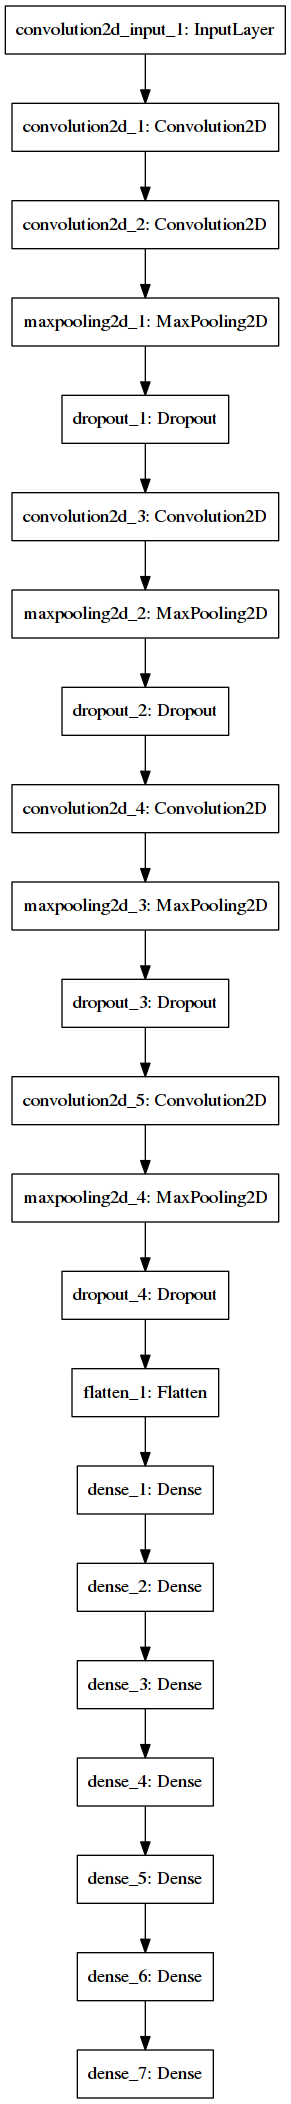 convolution2d_input_1: InputLayer
convolution2d_1: Convolution2D
convolution2d_2: Convolution2D
maxpooling2d_1: MaxPooling2D
dropout_1: Dropout
convolution2d_3: Convolution2D
maxpooling2d_2: MaxPooling2D
dropout_2: Dropout
convolution2d_4: Convolution2D
maxpooling2d_3: MaxPooling2D
dropout_3: Dropout
convolution2d_5: Convolution2D
maxpooling2d_4: MaxPooling2D
dropout_4: Dropout
flatten_1: Flatten
dense_1: Dense
dense_2: Dense
dense_3: Dense
dense_4: Dense
dense_5: Dense
dense_6: Dense
dense_7: Dense